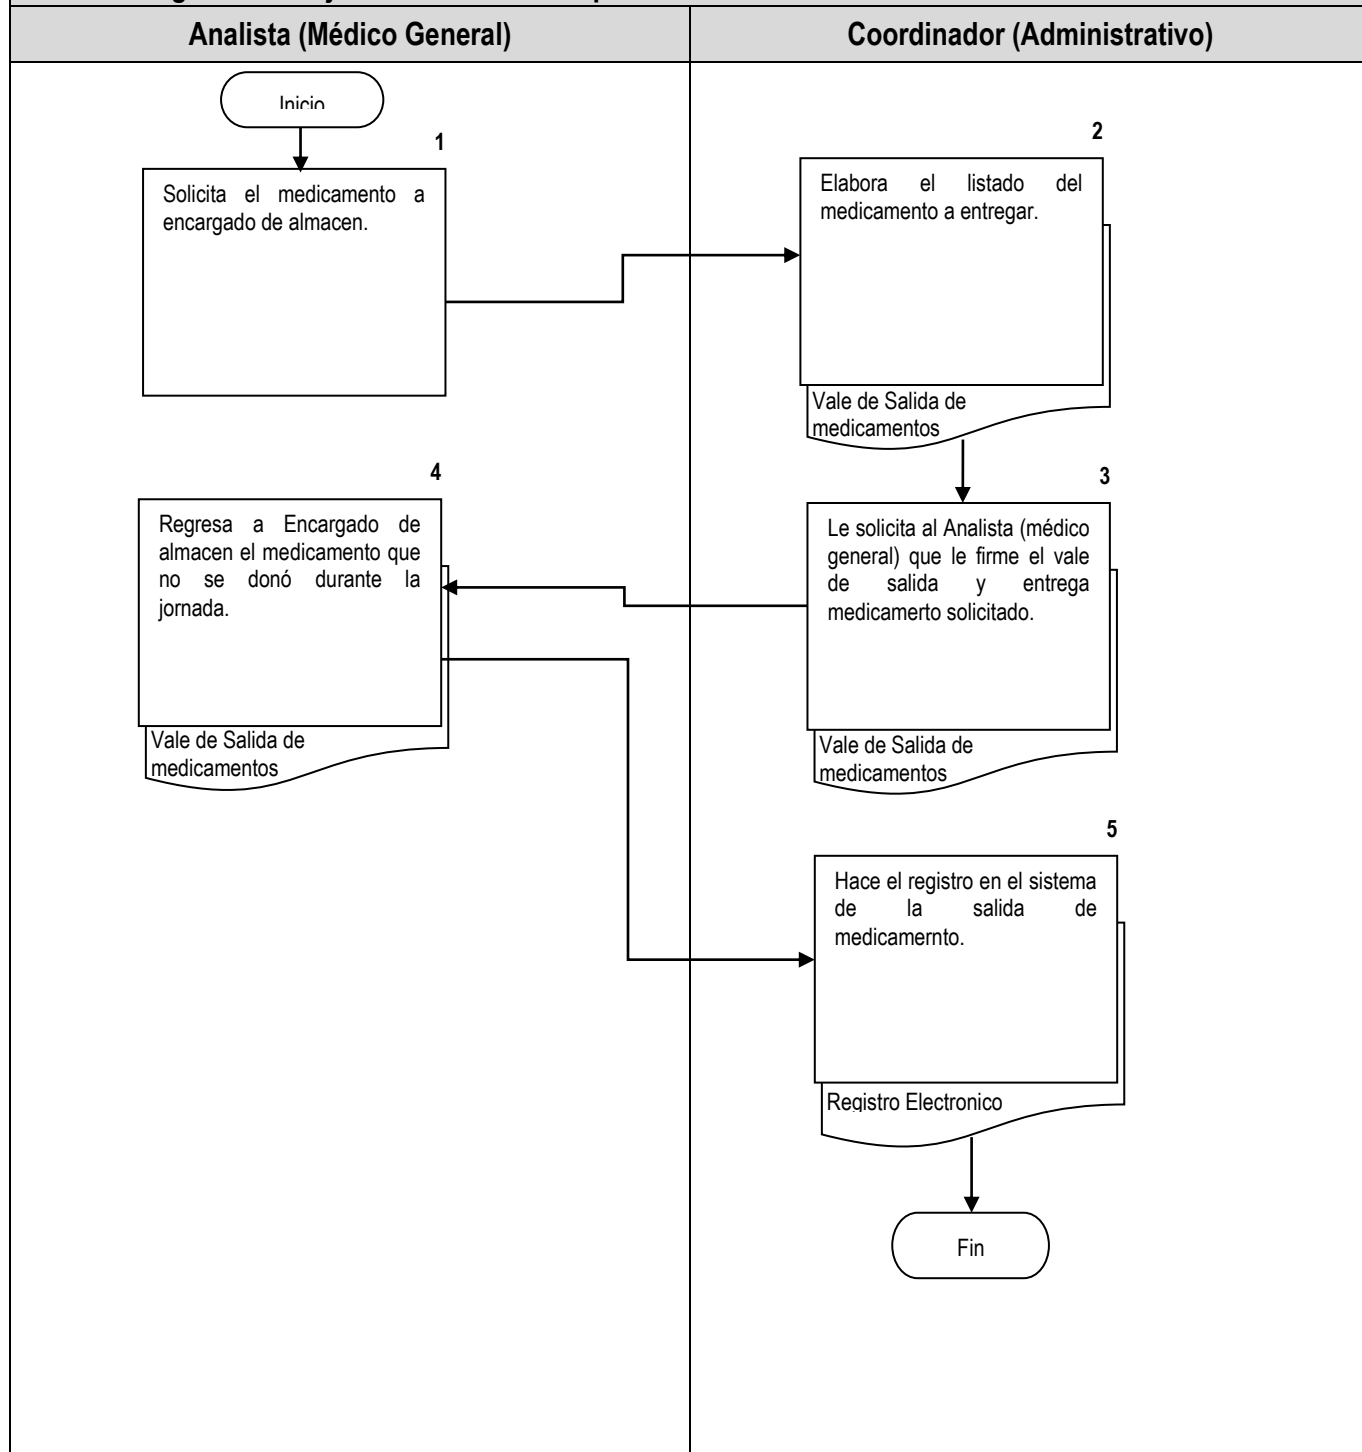 Analista (Médico General)
Coordinador (Administrativo)
Inicio
1
Solicita el medicamento a
encargado de almacen.
2
Elabora el listado del
medicamento a entregar.
Vale de Salida de
medicamentos
3
Le solicita al Analista (médico
general) que le firme el vale
de salida y entrega
medicamerto solicitado.
Vale de Salida de
medicamentos
4
Regresa a Encargado de
almacen el medicamento que
no se donó durante la
jornada.
Vale de Salida de
medicamentos
5
Hace el registro en el sistema
de la salida de
medicamernto.
Registro Electronico
Fin